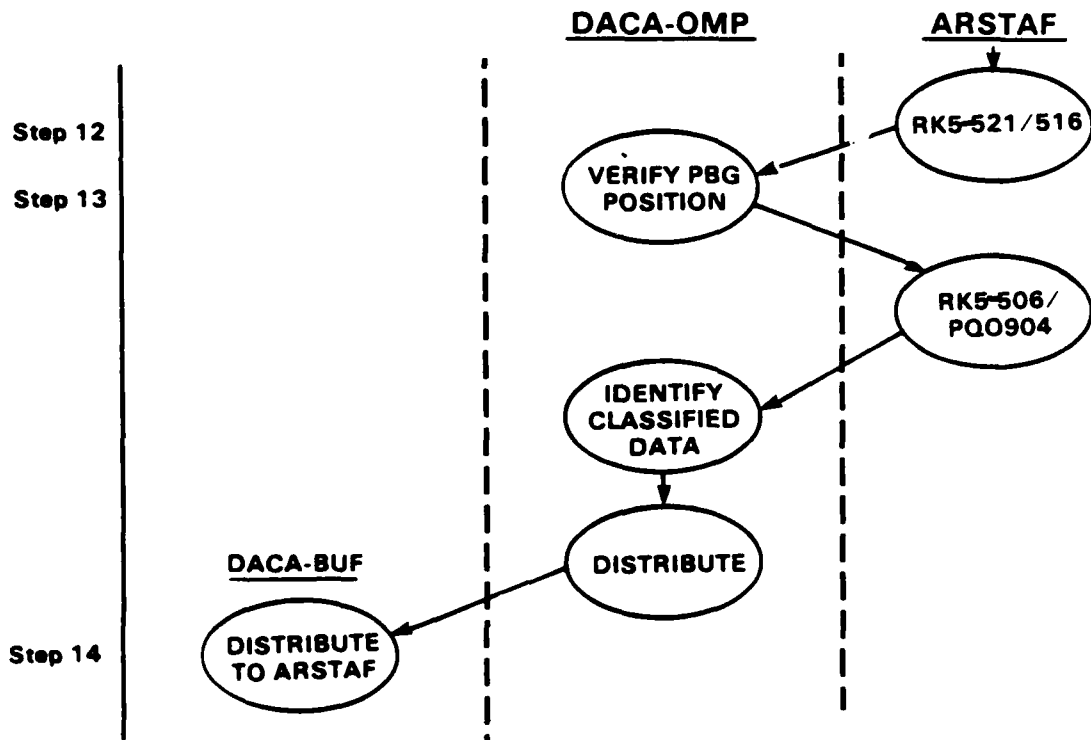 DACA-OMP
ARSTAF
Step 12
RK5-521/516
Step 13
VERIFY PBG
POSITION
RK5-506/
PQO904
IDENTIFY
CLASSIFIED
DATA
DISTRIBUTE
DACA-BUF
Step 14
DISTRIBUTE
TO ARSTAF